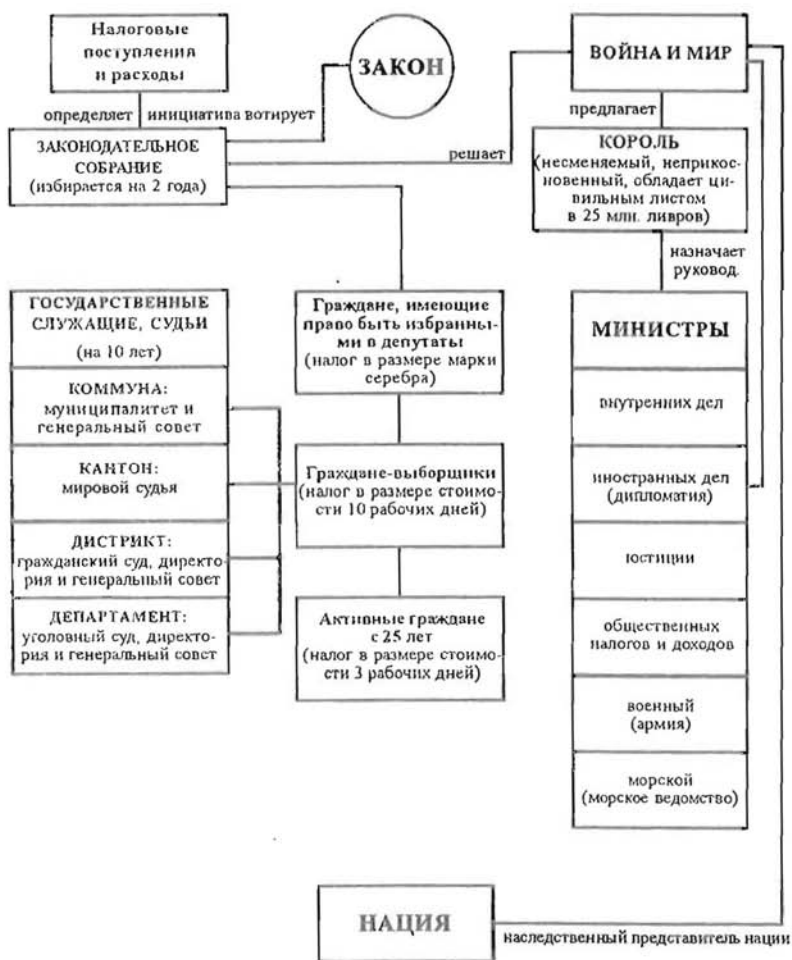 Налоговые
поступления
и расходы
ЗАКОН
ВОЙНА И МИР
определяет
инициатива вотирует
предлагает
ЗАКОНОДАТЕЛЬНОЕ
СОБРАНИЕ
(избирается на 2 года)
решает
КОРОЛЬ
(несменяемый, неприкос-
новенный, обладает ци-
вильным листом
в 25 млн. ливров)
назначает
руковод.
ГОСУДАРСТВЕННЫЕ
СЛУЖАЩИЕ, СУДЬИ
(на 10 лет)
КОММУНА:
муниципалитет и
генеральный совет
КАНТОН:
мировой судья
ДИСТРИКТ:
гражданский суд, директо-
рия и генеральный совет
ДЕПАРТАМЕНТ:
уголовный суд, директо-
рия и генеральный совет
Граждане, имеющие
право быть избранны-
ми в депутаты
(налог в размере марки
серебра)
Граждане-выборщики
(налог в размере стоимо-
сти 10 рабочих дней)
Активные граждане
с 25 лет
(налог в размере стоимо-
сти 3 рабочих дней)
МИНИСТРЫ
внутренних дел
иностранных дел
(дипломатия)
юстиции
общественных
налогов и доходов
военный
(армия)
морской
(морское ведомство)
НАЦИЯ
наследственный представитель нации